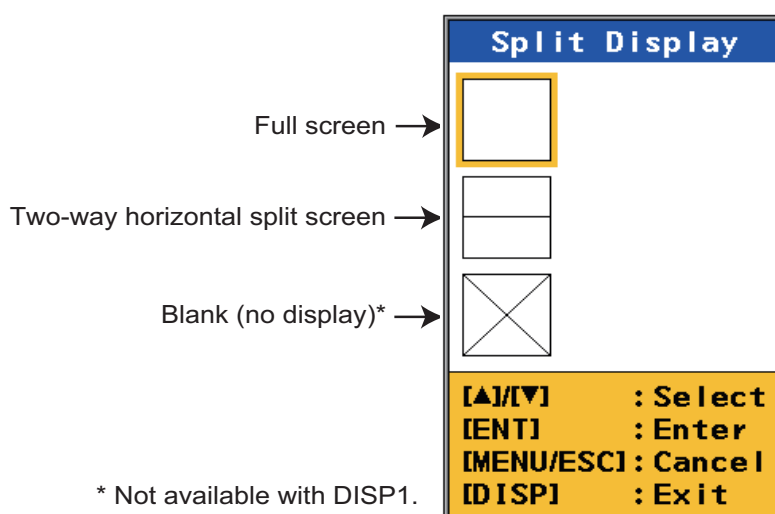 Split Display
Full screen
Two-way horizontal split screen
Blank (no display)*
[▲]/[▼] : Select
[ENT] : Enter
[MENU/ESC] : Cancel
[DISP] : Exit
* Not available with DISP1.